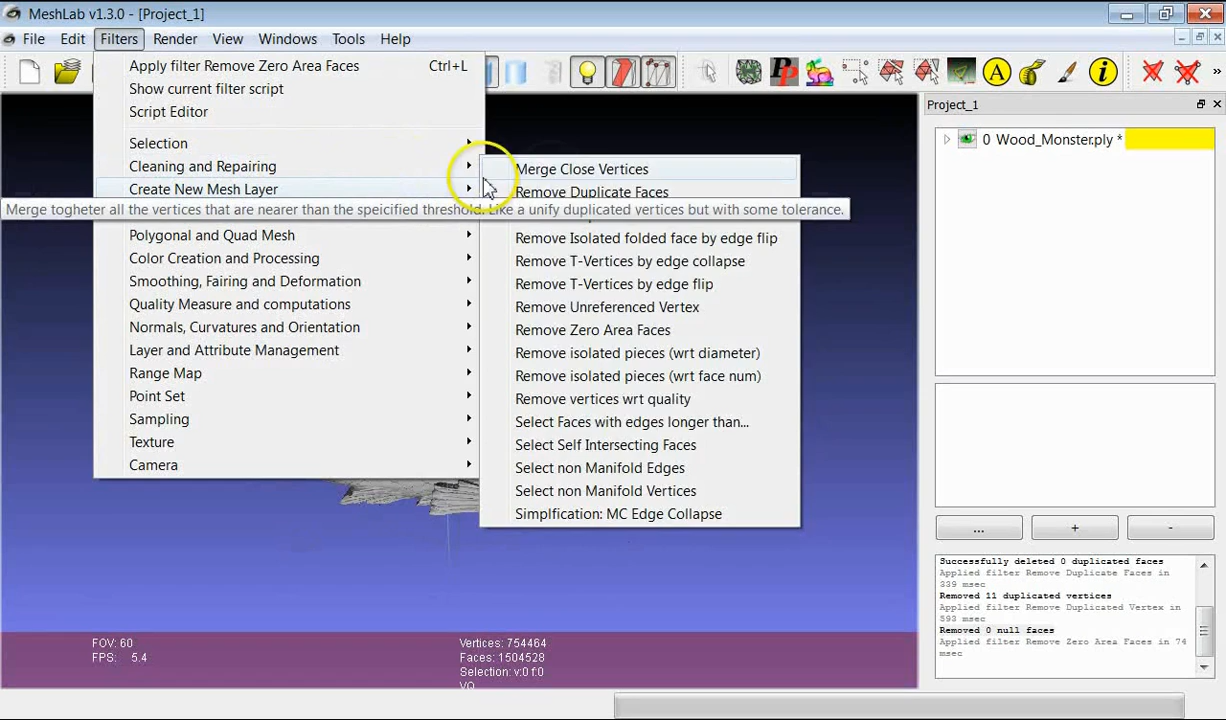 MeshLab v1.3.0 - [Project_1]
File Edit Filters Render View Windows Tools Help
Apply filter Remove Zero Area Faces Ctrl+L
Show current filter script
Script Editor
Selection
Cleaning and Repairing
Create New Mesh Layer
Merge togheter all the vertices that are nearer than the speicified threshold. Like a unify duplicated vertices but with some tolerance.
Polygonal and Quad Mesh
Color Creation and Processing
Smoothing, Fairing and Deformation
Quality Measure and computations
Normals, Curvatures and Orientation
Layer and Attribute Management
Range Map
Point Set
Sampling
Texture
Camera
Merge Close Vertices
Remove Duplicate Faces
Remove Isolated folded face by edge flip
Remove T-Vertices by edge collapse
Remove T-Vertices by edge flip
Remove Unreferenced Vertex
Remove Zero Area Faces
Remove isolated pieces (wrt diameter)
Remove isolated pieces (wrt face num)
Remove vertices wrt quality
Select Faces with edges longer than...
Select Self Intersecting Faces
Select non Manifold Edges
Select non Manifold Vertices
Simplfication: MC Edge Collapse
Project_1
0 Wood_Monster.ply *
... + -
Successfully deleted 0 duplicated faces
Applied filter Remove Duplicate Faces in
339 msec
Removed 11 duplicated vertices
Applied filter Remove Duplicated Vertex in
593 msec
Removed 0 null faces
Applied filter Remove Zero Area Faces in 74
msec
FOV: 60
FPS: 5.4
Vertices: 754464
Faces: 1504528
Selection: v:0 f:0
VQ